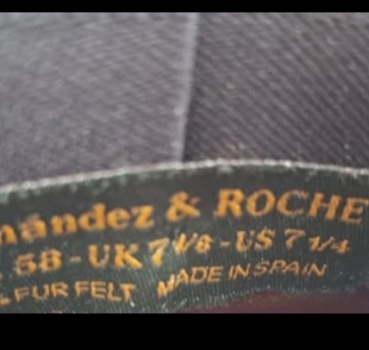 nández & ROCHE
58 - UK 7 1/8 - US 7 1/4
% FUR FELT MADE IN SPAIN